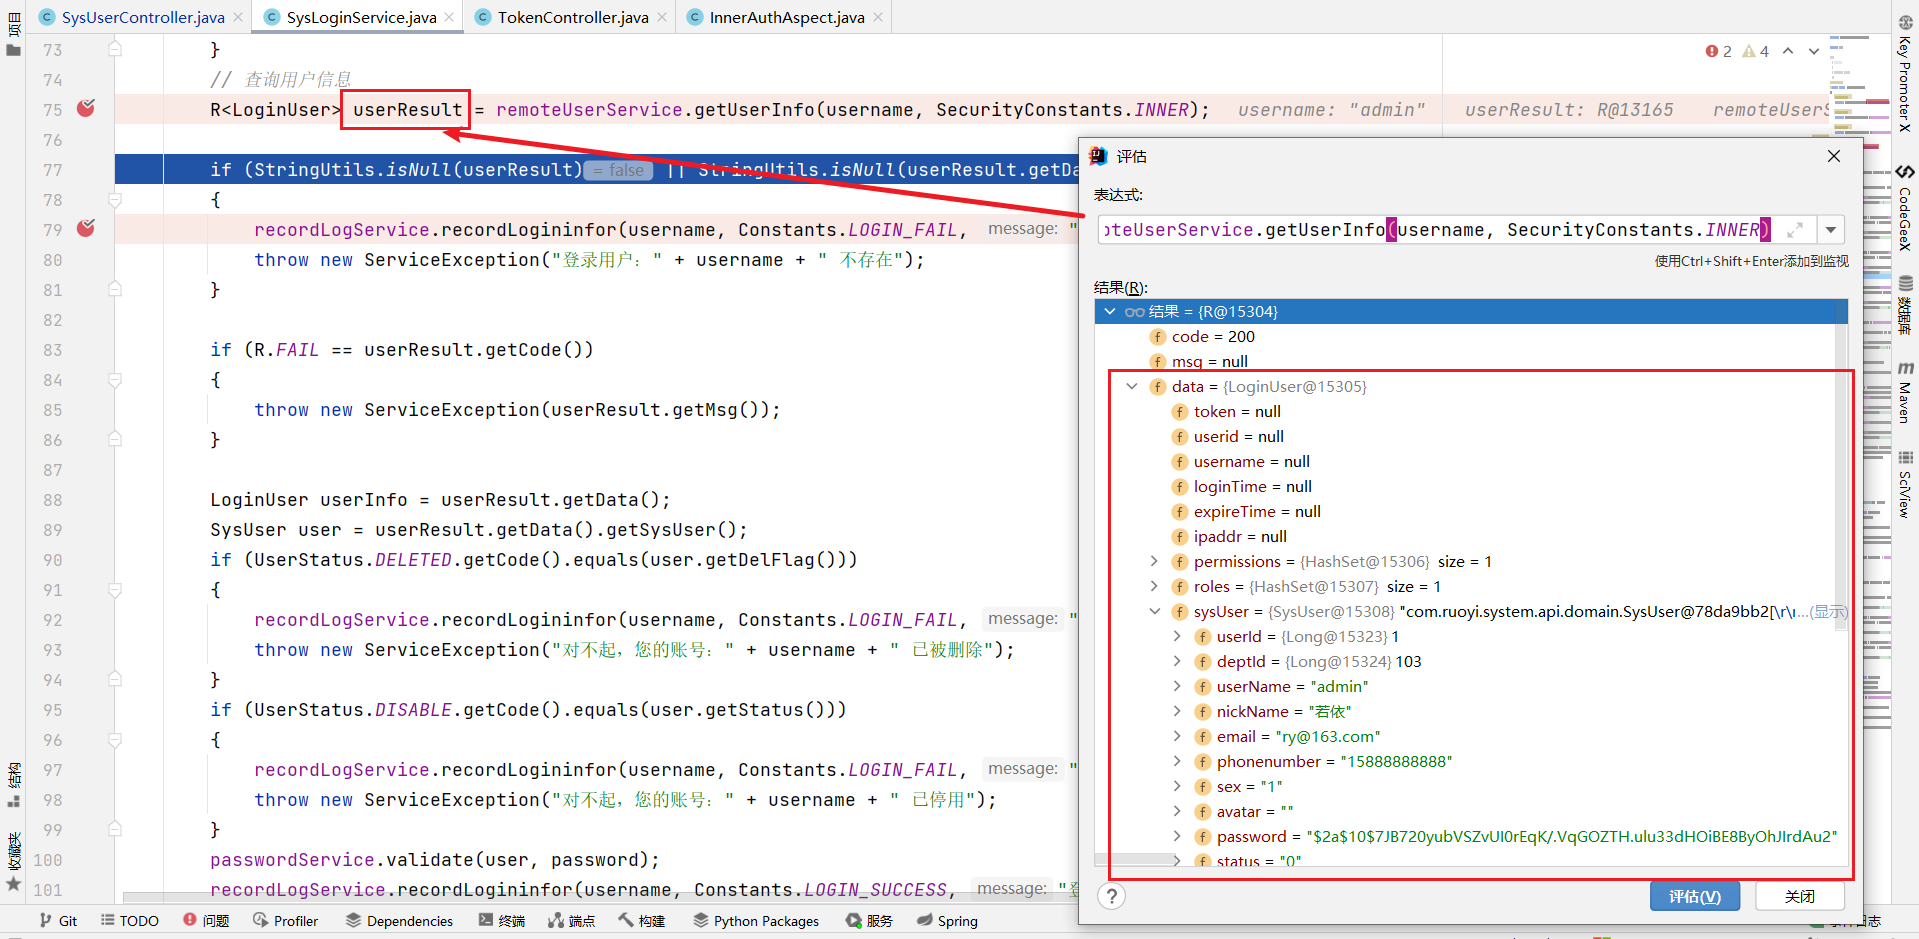 项目
SysUserController.java
SysLoginService.java
TokenController.java
InnerAuthAspect.java
2
4
73 }
74 // 查询用户信息
75 R<LoginUser> userResult = remoteUserService.getUserInfo(username, SecurityConstants.INNER); username: "admin" userResult: R@13165 remoteUserS
76
77 if (StringUtils.isNull(userResult) = false || StringUtils.isNull(userResult.getDa
78 {
79 recordLogService.recordLogininfor(username, Constants.LOGIN_FAIL, message: "
80 throw new ServiceException("登录用户：" + username + " 不存在");
81 }
82
83 if (R.FAIL == userResult.getCode())
84 {
85 throw new ServiceException(userResult.getMsg());
86 }
87
88 LoginUser userInfo = userResult.getData();
89 SysUser user = userResult.getData().getSysUser();
90 if (UserStatus.DELETED.getCode().equals(user.getDelFlag()))
91 {
92 recordLogService.recordLogininfor(username, Constants.LOGIN_FAIL, message: "
93 throw new ServiceException("对不起，您的账号：" + username + " 已被删除");
94 }
95 if (UserStatus.DISABLE.getCode().equals(user.getStatus()))
96 {
97 recordLogService.recordLogininfor(username, Constants.LOGIN_FAIL, message: "
98 throw new ServiceException("对不起，您的账号：" + username + " 已停用");
99 }
100 passwordService.validate(user, password);
101 recordLogService.recordLogininfor(username, Constants.LOGIN_SUCCESS, message: "登
评估
表达式:
oteUserService.getUserInfo(username, SecurityConstants.INNER)
使用Ctrl+Shift+Enter添加到监视
结果(R):
结果 = {R@15304}
code = 200
msg = null
data = {LoginUser@15305}
token = null
userid = null
username = null
loginTime = null
expireTime = null
ipaddr = null
permissions = {HashSet@15306} size = 1
roles = {HashSet@15307} size = 1
sysUser = {SysUser@15308} "com.ruoyi.system.api.domain.SysUser@78da9bb2[\r\n...(显示)
userId = {Long@15323} 1
deptId = {Long@15324} 103
userName = "admin"
nickName = "若依"
email = "ry@163.com"
phonenumber = "15888888888"
sex = "1"
avatar = ""
password = "$2a$10$7JB720yubVSZvUI0rEqK/.VqGOZTH.ulu33dHOiBE8ByOhJIrdAu2"
status = "0"
?
评估(V)
关闭
Key Promoter X
CodeGeeX
数据库
Maven
SciView
结构
收藏夹
Git
TODO
问题
Profiler
Dependencies
终端
端点
构建
Python Packages
服务
Spring